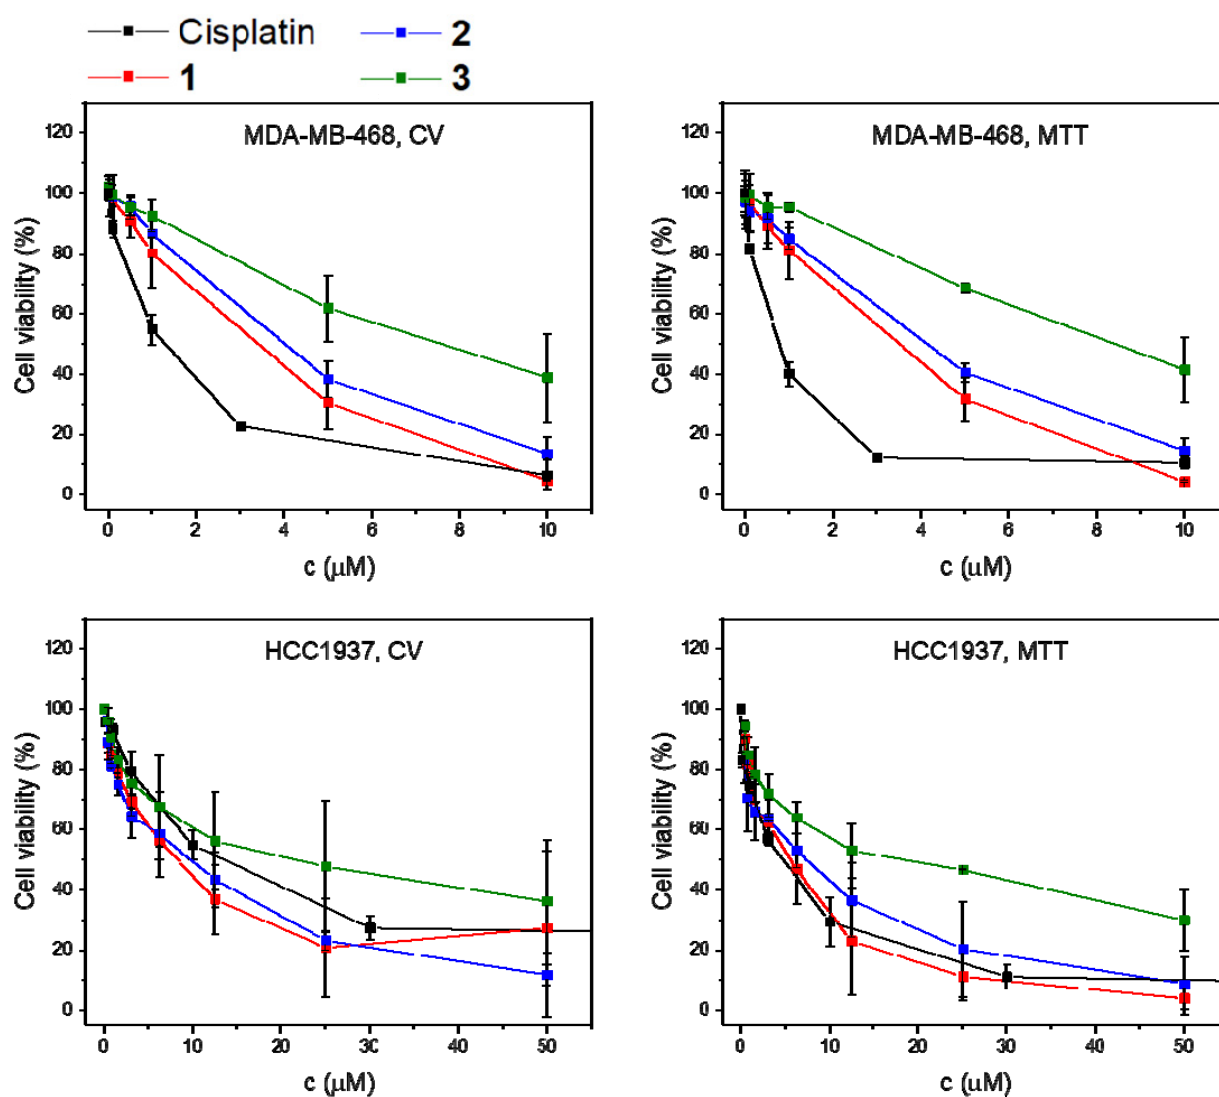 Cisplatin 2
1 3
MDA-MB-468, CV
120
100
80
60
40
20
0
Cell viability (%)
0 2 4 6 8 10
c (μM)
MDA-MB-468, MTT
120
100
80
60
40
20
0
Cell viability (%)
0 2 4 6 8 10
c (μM)
HCC1937, CV
120
100
80
60
40
20
0
Cell viability (%)
0 10 20 30 40 50
c (μM)
HCC1937, MTT
120
100
80
60
40
20
0
Cell viability (%)
0 10 20 30 40 50
c (μM)